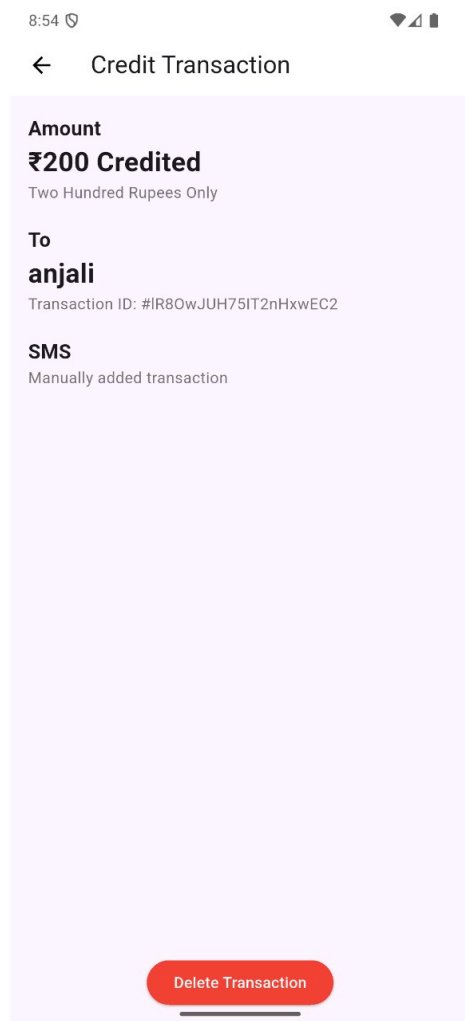 8:54
Credit Transaction
Amount
₹200 Credited
Two Hundred Rupees Only
To
anjali
Transaction ID: #lR8OwJUH75IT2nHxwEC2
SMS
Manually added transaction
Delete Transaction